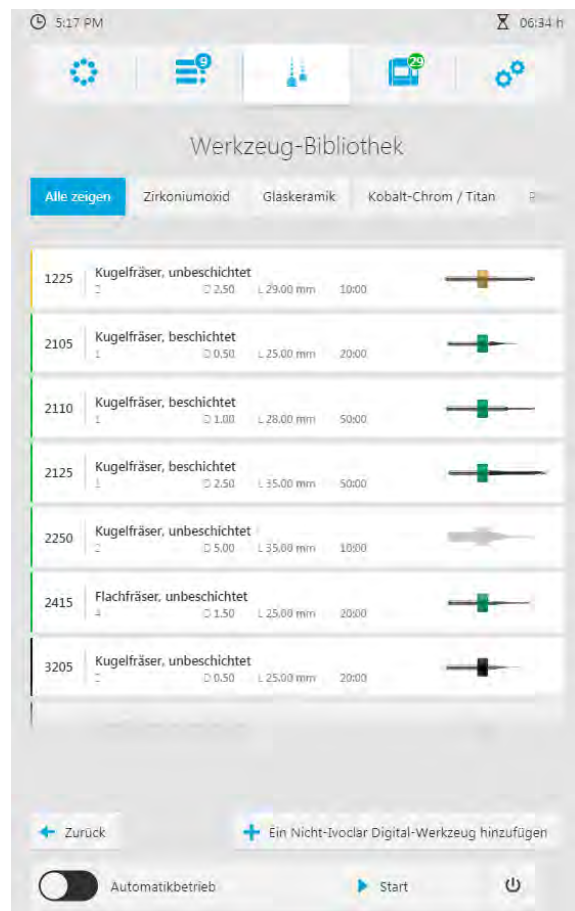 5:17 PM 06:34 h
9 29
Werkzeug-Bibliothek
Alle zeigen Zirkoniumoxid Glaskeramik Kobalt-Chrom / Titan
1225 Kugelfräser, unbeschichtet
D 2.50 L 29.00 mm 10:00
2105 Kugelfräser, beschichtet
1 D 0.50 L 25.00 mm 20:00
2110 Kugelfräser, beschichtet
1 D 1.00 L 28.00 mm 50:00
2125 Kugelfräser, beschichtet
1 D 2.50 L 35.00 mm 50:00
2250 Kugelfräser, unbeschichtet
2 D 5.00 L 35.00 mm 10:00
2415 Flachfräser, unbeschichtet
4 D 1.50 L 25.00 mm 20:00
3205 Kugelfräser, unbeschichtet
2 D 0.50 L 25.00 mm 20:00
Zurück Ein Nicht-Ivoclar Digital-Werkzeug hinzufügen
Automatikbetrieb Start